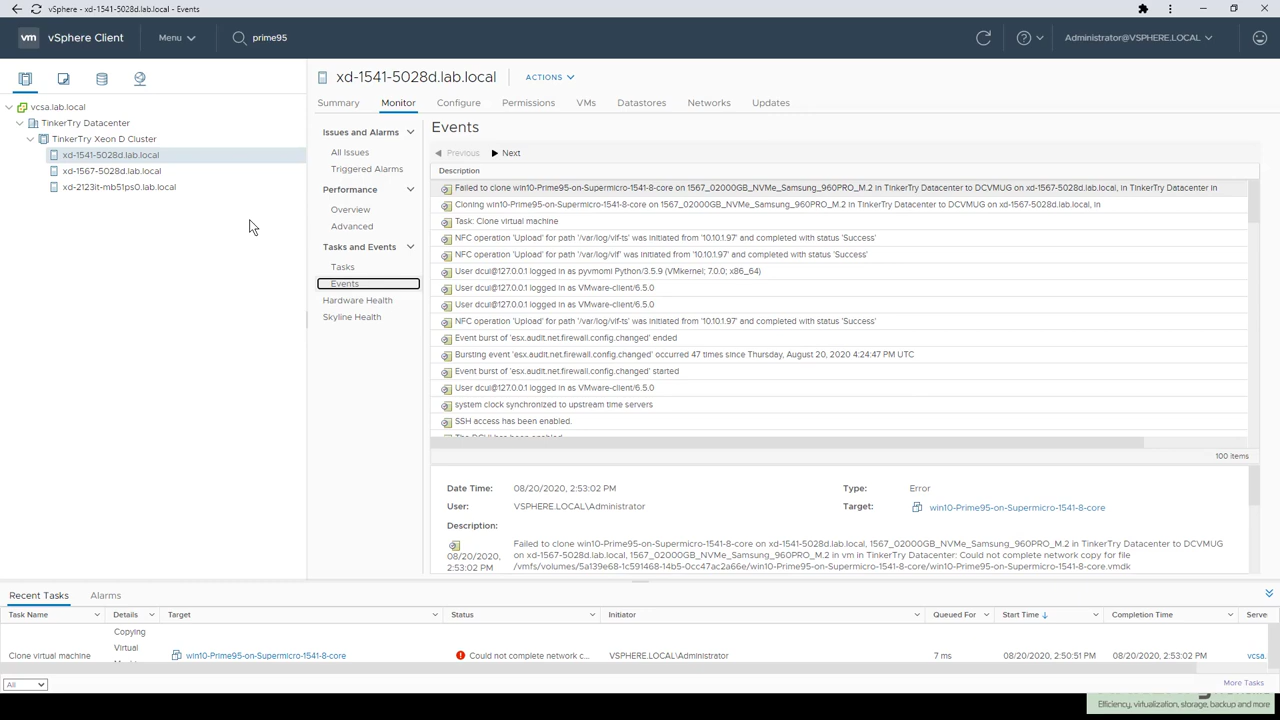 vSphere - xd-1541-5028d.lab.local - Events
vm vSphere Client Menu prime95 Administrator@VSPHERE.LOCAL
xd-1541-5028d.lab.local ACTIONS
Summary Monitor Configure Permissions VMs Datastores Networks Updates
vcsa.lab.local
TinkerTry Datacenter
TinkerTry Xeon D Cluster
xd-1541-5028d.lab.local
xd-1567-5028d.lab.local
xd-2123it-mb51ps0.lab.local
Issues and Alarms
All Issues
Triggered Alarms
Performance
Overview
Advanced
Tasks and Events
Tasks
Events
Hardware Health
Skyline Health
Events
Previous Next
Description
Failed to clone win10-Prime95-on-Supermicro-1541-8-core on 1567_02000GB_NVMe_Samsung_960PRO_M.2 in TinkerTry Datacenter to DCVMUG on xd-1567-5028d.lab.local, in TinkerTry Datacenter in
Cloning win10-Prime95-on-Supermicro-1541-8-core on 1567_02000GB_NVMe_Samsung_960PRO_M.2 in TinkerTry Datacenter to DCVMUG on xd-1567-5028d.lab.local, in
Task: Clone virtual machine
NFC operation 'Upload' for path '/var/log/vlf-ts' was initiated from '10.10.1.97' and completed with status 'Success'
NFC operation 'Upload' for path '/var/log/vlf' was initiated from '10.10.1.97' and completed with status 'Success'
User dcui@127.0.0.1 logged in as pyvmomi Python/3.5.9 (VMkernel; 7.0.0; x86_64)
User dcui@127.0.0.1 logged in as VMware-client/6.5.0
User dcui@127.0.0.1 logged in as VMware-client/6.5.0
NFC operation 'Upload' for path '/var/log/vlf-ts' was initiated from '10.10.1.97' and completed with status 'Success'
Event burst of 'esx.audit.net.firewall.config.changed' ended
Bursting event 'esx.audit.net.firewall.config.changed' occurred 47 times since Thursday, August 20, 2020 4:24:47 PM UTC
Event burst of 'esx.audit.net.firewall.config.changed' started
User dcui@127.0.0.1 logged in as VMware-client/6.5.0
system clock synchronized to upstream time servers
SSH access has been enabled.
The DCUI has been enabled.
100 items
Date Time: 08/20/2020, 2:53:02 PM Type: Error
User: VSPHERE.LOCAL\Administrator Target: win10-Prime95-on-Supermicro-1541-8-core
Description:
08/20/2020, 2:53:02 PM
Failed to clone win10-Prime95-on-Supermicro-1541-8-core on xd-1541-5028d.lab.local, 1567_02000GB_NVMe_Samsung_960PRO_M.2 in TinkerTry Datacenter to DCVMUG
on xd-1567-5028d.lab.local, 1567_02000GB_NVMe_Samsung_960PRO_M.2 in vm in TinkerTry Datacenter: Could not complete network copy for file
/vmfs/volumes/5a139e68-1c591468-14b5-0cc47ac2a66e/win10-Prime95-on-Supermicro-1541-8-core/win10-Prime95-on-Supermicro-1541-8-core.vmdk
Recent Tasks Alarms
Task Name Details Target Status Initiator Queued For Start Time Completion Time Serve
Copying
Virtual
Clone virtual machine win10-Prime95-on-Supermicro-1541-8-core Could not complete network c... VSPHERE.LOCAL\Administrator 7 ms 08/20/2020, 2:50:51 PM 08/20/2020, 2:53:02 PM vcsa.
All More Tasks
Efficiency, virtualization, storage, backup and more